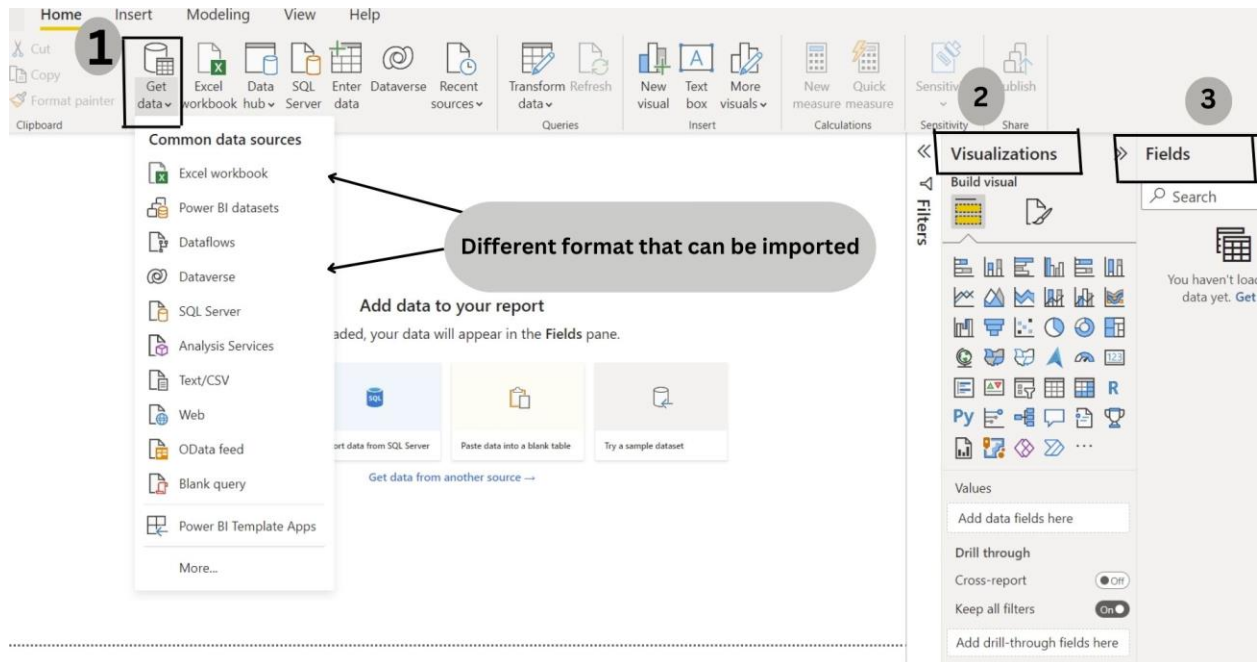 Home Insert Modeling View Help
1
Cut
Copy
Format painter
Clipboard
Get data
Excel workbook
Data hub
SQL Server
Enter data
Dataverse
Recent sources
Transform data
Refresh
Queries
New visual
Text box
More visuals
Insert
New measure
Quick measure
Calculations
Sensitivity
Share
2
3
Common data sources
Excel workbook
Power BI datasets
Dataflows
Dataverse
SQL Server
Analysis Services
Text/CSV
Web
OData feed
Blank query
Power BI Template Apps
More...
Different format that can be imported
Add data to your report
your data will appear in the Fields pane.
SQL
data from SQL Server
Paste data into a blank table
Try a sample dataset
Get data from another source →
Filters
Visualizations
Build visual
123
R
Py
Values
Add data fields here
Drill through
Cross-report
Off
Keep all filters
On
Add drill-through fields here
Fields
Search
You haven't
data yet. Get